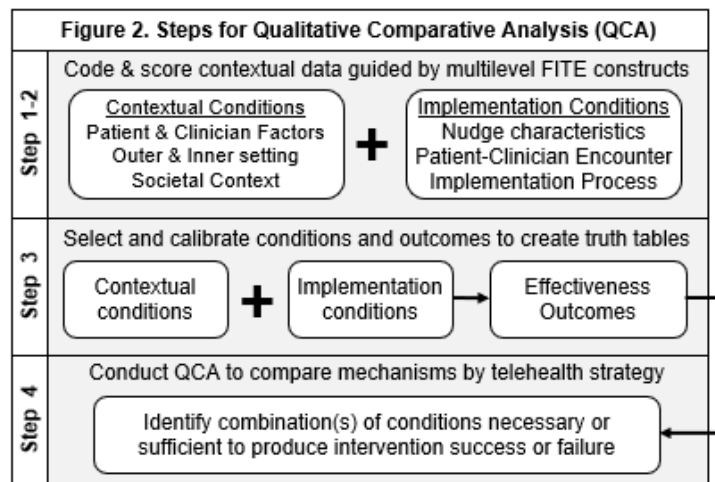 Figure 2. Steps for Qualitative Comparative Analysis (QCA)
Step 1-2
Code & score contextual data guided by multilevel FITE constructs
Contextual Conditions
Patient & Clinician Factors
Outer & Inner setting
Societal Context
+
Implementation Conditions
Nudge characteristics
Patient-Clinician Encounter
Implementation Process
Step 3
Select and calibrate conditions and outcomes to create truth tables
Contextual
conditions
+
Implementation
conditions
Effectiveness
Outcomes
Step 4
Conduct QCA to compare mechanisms by telehealth strategy
Identify combination(s) of conditions necessary or
sufficient to produce intervention success or failure